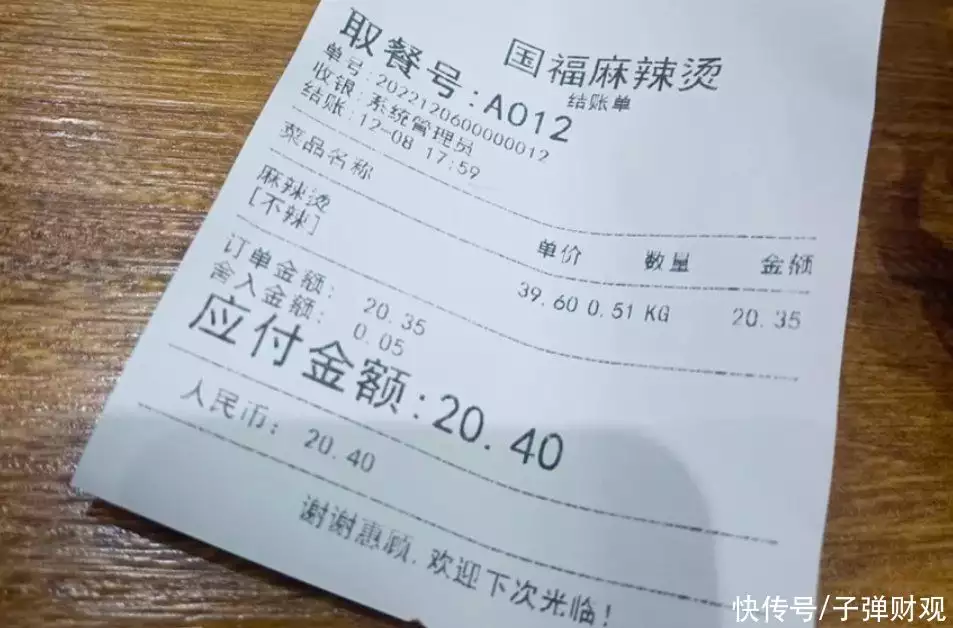 国福麻辣烫
结账单
取餐号:A012
单号:20221206000000012
收银:系统管理员
结账:12-08 17:59
菜品名称 单价 数量 金额
麻辣烫 39.60 0.51 KG 20.35
[不辣]
订单金额: 20.35
舍入金额: 0.05
应付金额:20.40
人民币: 20.40
谢谢惠顾,欢迎下次光临!
快传号/子弹财观